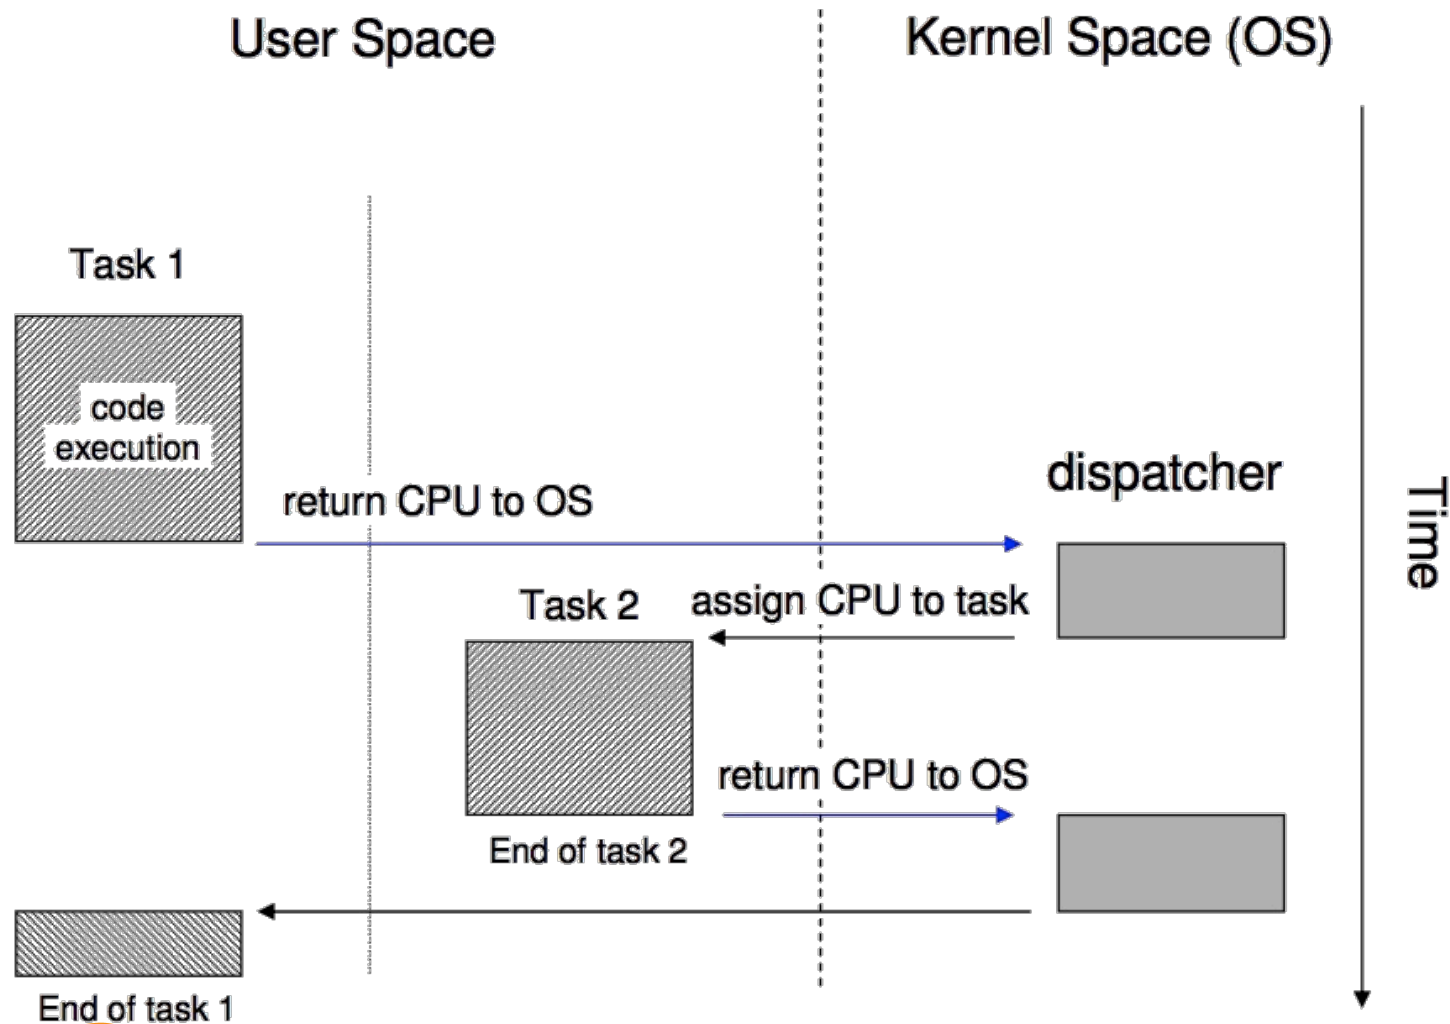 User Space
Kernel Space (OS)
Task 1
code
execution
return CPU to OS
dispatcher
Time
Task 2
assign CPU to task
return CPU to OS
End of task 2
End of task 1